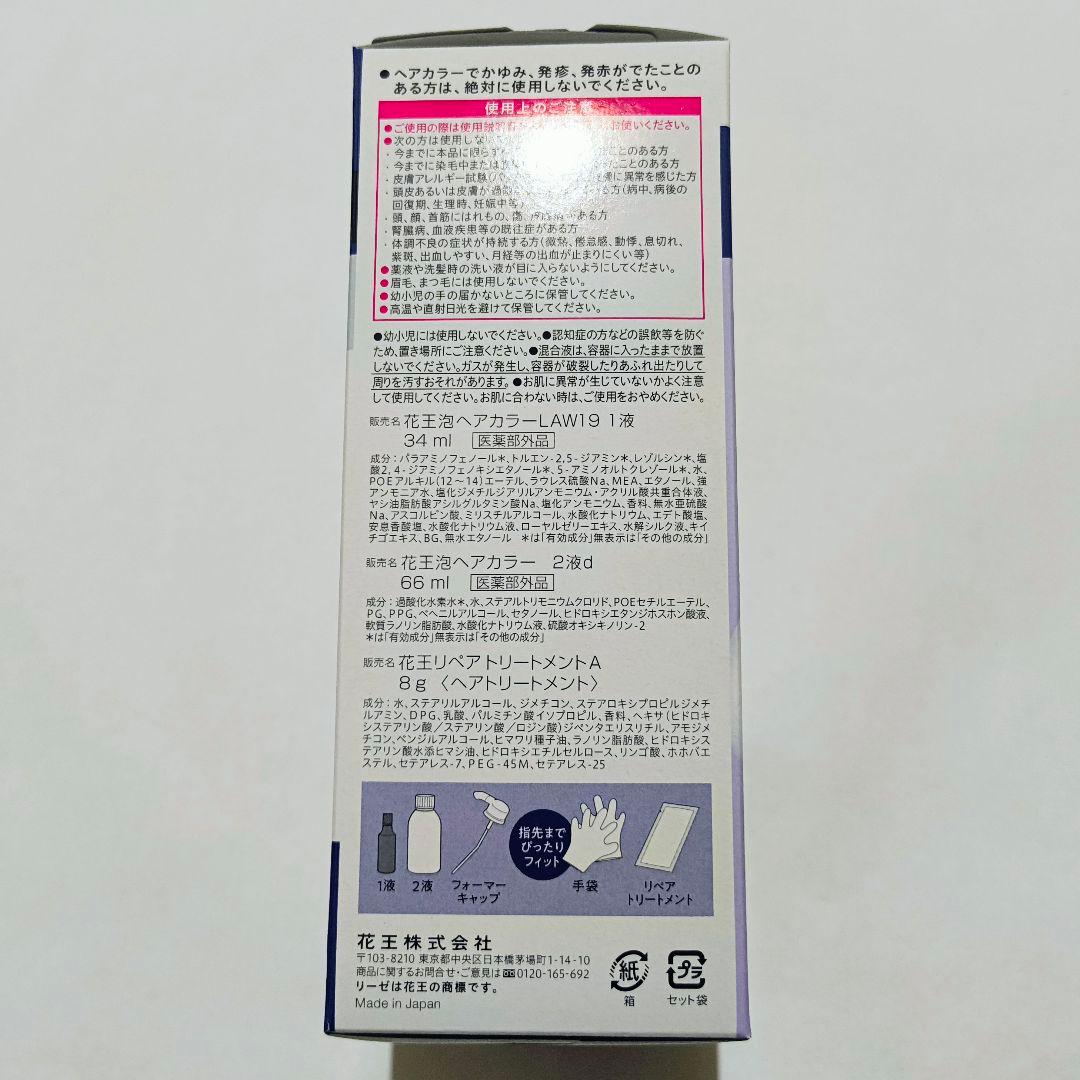 ●ヘアカラーでかゆみ、発疹、発赤がでたことの
ある方は、絶対に使用しないでください。
使用上のご注意
●ご使用の際は使用説明 お使いください。
●次の方は使用しない
・今までに本品に限らず ことのある方
・今までに染毛中または ったことのある方
・皮膚アレルギー試験(パ 皮膚に異常を感じた方
・頭皮あるいは皮膚が過敏 る方(病中、病後の
回復期、生理時、妊娠中等)
・頭、顔、首筋にはれもの、傷、皮膚病がある方
・腎臓病、血液疾患等の既往症がある方
・体調不良の症状が持続する方(微熱、倦怠感、動悸、息切れ、
紫斑、出血しやすい、月経等の出血が止まりにくい等)
●薬液や洗髪時の洗い液が目に入らないようにしてください。
●眉毛、まつ毛には使用しないでください。
●幼小児の手の届かないところに保管してください。
●高温や直射日光を避けて保管してください。
●幼小児には使用しないでください。●認知症の方などの誤飲等を防ぐ
ため、置き場所にご注意ください。●混合液は、容器に入ったままで放置
しないでください。ガスが発生し、容器が破裂したりあふれ出たりして
周りを汚すおそれがあります。●お肌に異常が生じていないかよく注意
して使用してください。お肌に合わない時は、ご使用をおやめください。
販売名 花王泡ヘアカラーLAW19 1液
34 ml 医薬部外品
成分:パラアミノフェノール*、トルエン-2,5-ジアミン*、レゾルシン*、塩
酸2,4-ジアミノフェノキシエタノール*、5-アミノオルトクレゾール*、水、
POEアルキル(12〜14)エーテル、ラウレス硫酸Na、MEA、エタノール、強
アンモニア水、塩化ジメチルジアリルアンモニウム・アクリル酸共重合体液、
ヤシ油脂肪酸アシルグルタミン酸Na、塩化アンモニウム、香料、無水亜硫酸
Na、アスコルビン酸、ミリスチルアルコール、水酸化ナトリウム、エデト酸塩、
安息香酸塩、水酸化ナトリウム液、ローヤルゼリーエキス、水解シルク液、キイ
チゴエキス、BG、無水エタノール *は「有効成分」無表示は「その他の成分」
販売名 花王泡ヘアカラー 2液d
66 ml 医薬部外品
成分:過酸化水素水*、水、ステアルトリモニウムクロリド、POEセチルエーテル、
PG、PPG、ベヘニルアルコール、セタノール、ヒドロキシエタンジホスホン酸液、
軟質ラノリン脂肪酸、水酸化ナトリウム液、硫酸オキシキノリン-2
*は「有効成分」無表示は「その他の成分」
販売名 花王リペアトリートメントA
8g〈ヘアトリートメント〉
成分:水、ステアリルアルコール、ジメチコン、ステアロキシプロピルジメチ
ルアミン、DPG、乳酸、パルミチン酸イソプロピル、香料、ヘキサ(ヒドロキ
システアリン酸/ステアリン酸/ロジン酸)ジペンタエリスリチル、アモジメ
チコン、ベンジルアルコール、ヒマワリ種子油、ラノリン脂肪酸、ヒドロキシス
テアリン酸水添ヒマシ油、ヒドロキシエチルセルロース、リンゴ酸、ホホバエ
ステル、セテアレス-7、PEG-45M、セテアレス-25
指先まで
ぴったり
フィット
1液 2液 フォーマー
キャップ
手袋
リペア
トリートメント
花王株式会社
〒103-8210 東京都中央区日本橋茅場町1-14-10
商品に関するお問合せ・ご意見は 0120-165-692
リーゼは花王の商標です。
Made in Japan
紙
箱
プラ
セット袋